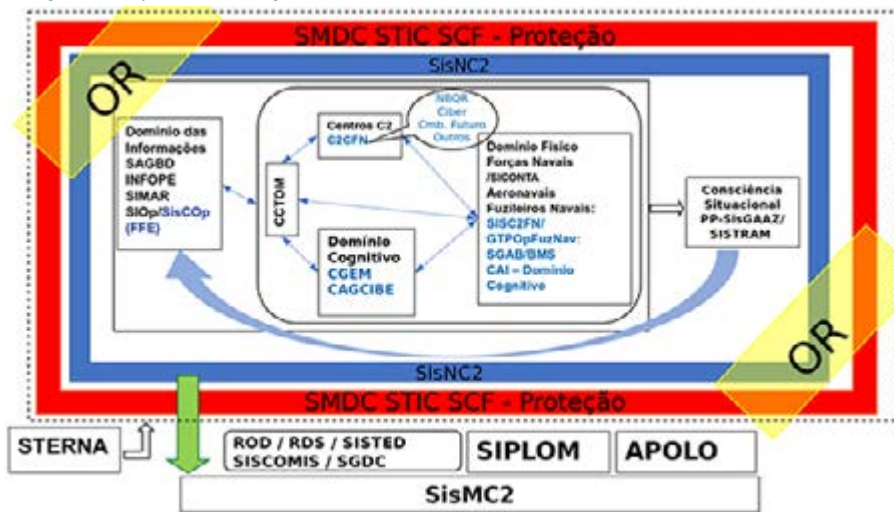 SMDC STIC SCF - Proteção
SisNC2
OR
Domínio das
Informações
SAGBD
INFOPE
SIMAR
SIOp/SisCOp
(FFE)
CCTOM
Centros C2
C2CFN
NBQR
Ciber
Cmb. Futuro
Outros
Domínio
Cognitivo
CGEM
CAGCIBE
Domínio Físico
Forças Navais
/SICONTA
Aeronavais
Fuzileiros Navais:
SISC2FN/
GTPOpFuzNav:
SGAB/BMS
CAI – Domínio
Cognitivo
Consciência
Situacional
PP-SisGAAZ/
SISTRAM
OR
SisNC2
SMDC STIC SCF - Proteção
STERNA
ROD / RDS / SISTED
SISCOMIS / SGDC
SIPLOM
APOLO
SisMC2